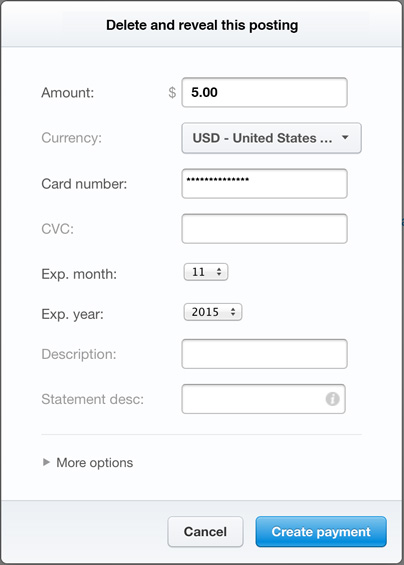 Delete and reveal this posting
Amount: $ 5.00
Currency: USD - United States ...
Card number: **************
CVC:
Exp. month: 11
Exp. year: 2015
Description:
Statement desc: i
More options
Cancel Create payment